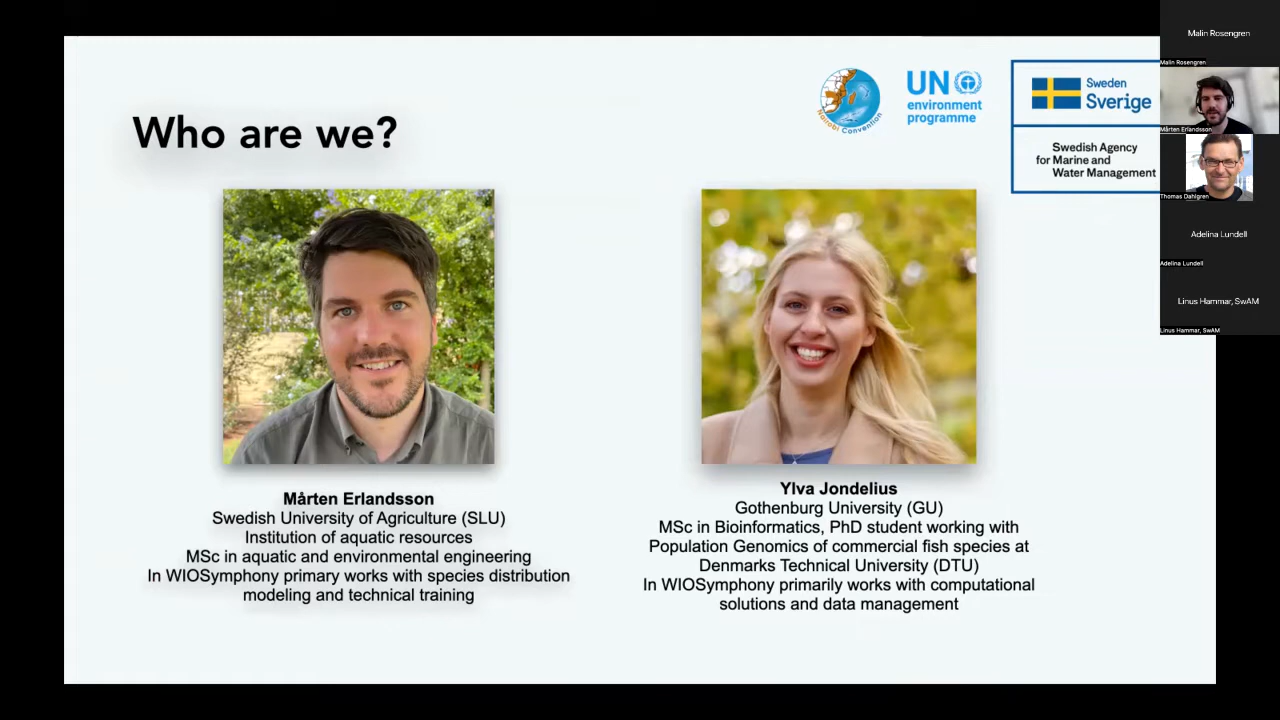 Who are we?
Nairobi Convention
UN
environment
programme
Sweden
Sverige
Swedish Agency
for Marine and
Water Management
Mårten Erlandsson
Swedish University of Agriculture (SLU)
Institution of aquatic resources
MSc in aquatic and environmental engineering
In WIOSymphony primary works with species distribution
modeling and technical training
Ylva Jondelius
Gothenburg University (GU)
MSc in Bioinformatics, PhD student working with
Population Genomics of commercial fish species at
Denmarks Technical University (DTU)
In WIOSymphony primarily works with computational
solutions and data management
Malin Rosengren
Malin Rosengren
Mårten Erlandsson
Thomas Dahlgren
Adelina Lundell
Adelina Lundell
Linus Hammar, SwAM
Linus Hammar, SwAM